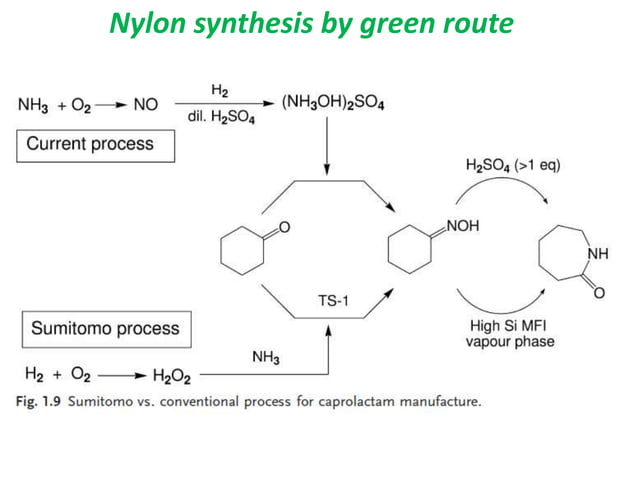 Nylon synthesis by green route
NH₃ + O₂ → NO
H₂
dil. H₂SO₄
(NH₃OH)₂SO₄
Current process
H₂SO₄ (>1 eq)
O
NOH
NH
O
TS-1
Sumitomo process
High Si MFI
vapour phase
NH₃
H₂ + O₂ → H₂O₂
Fig. 1.9 Sumitomo vs. conventional process for caprolactam manufacture.